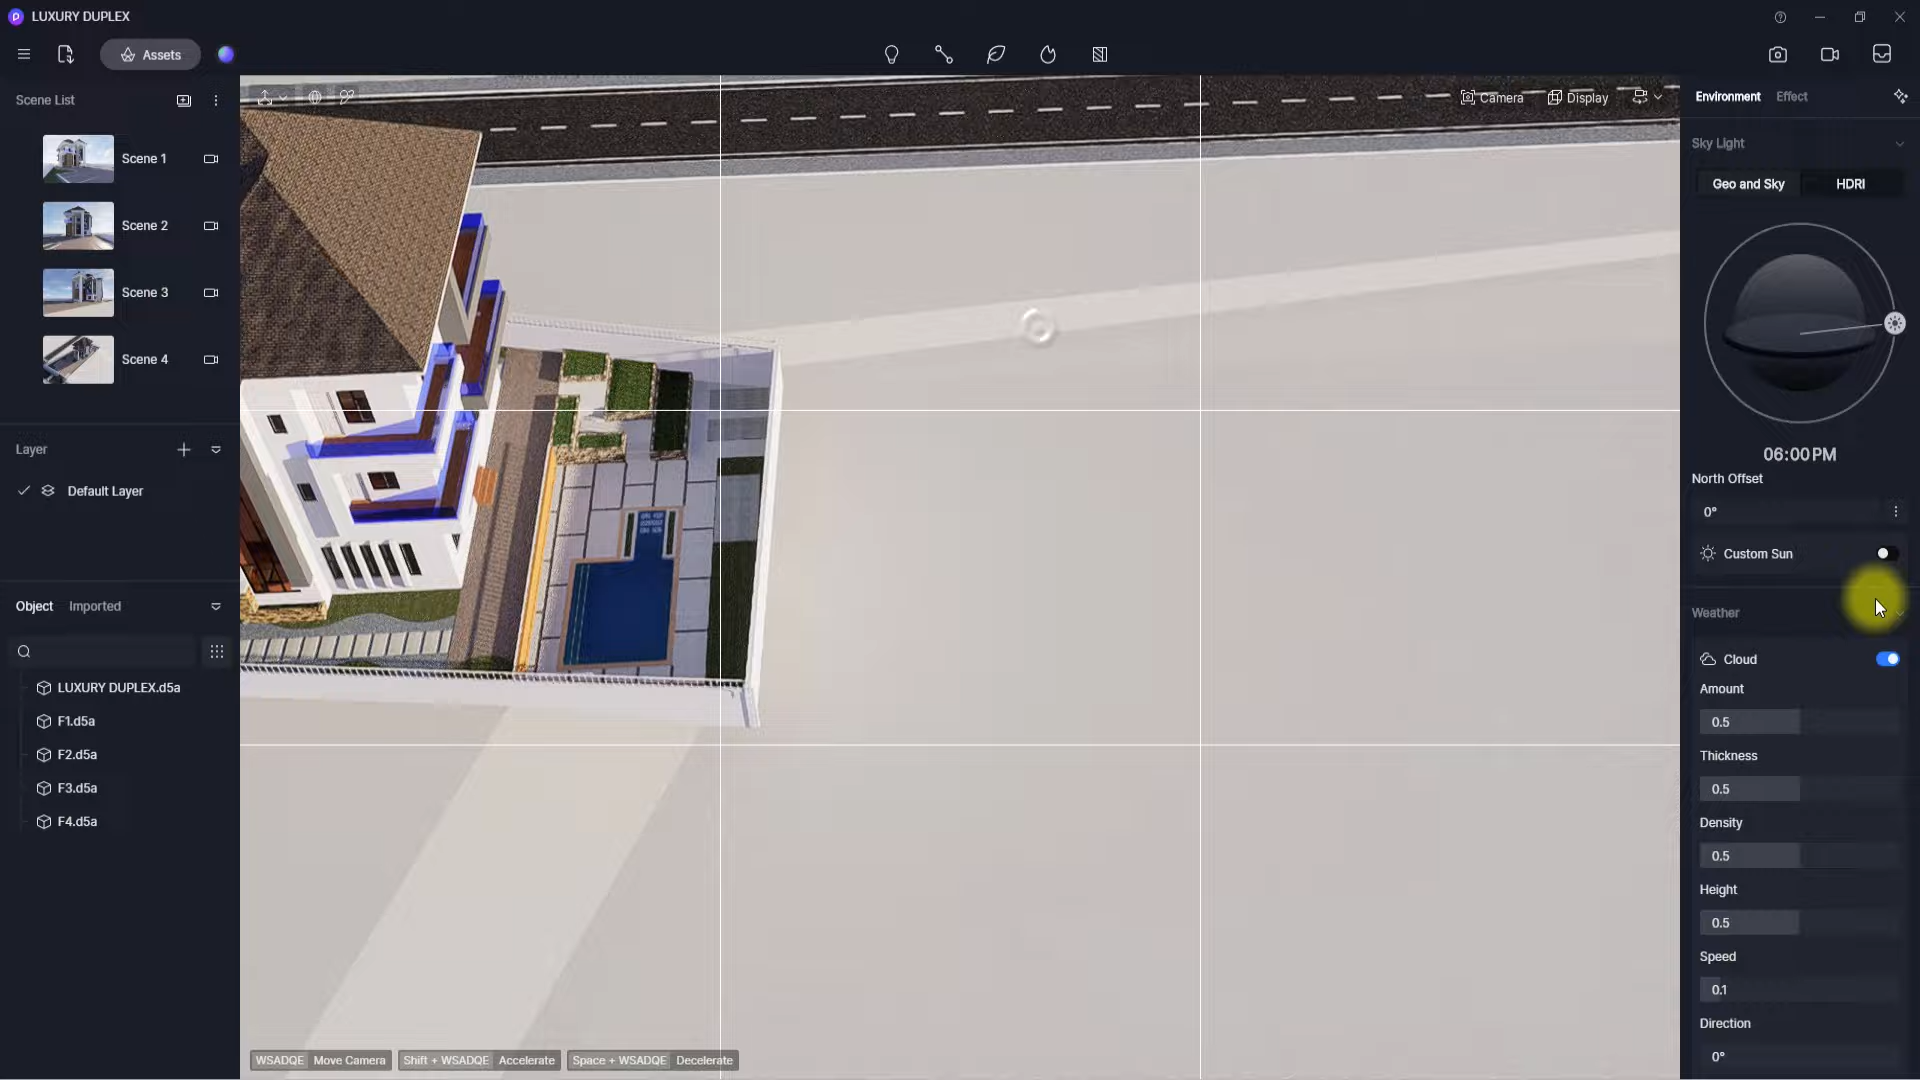 LUXURY DUPLEX
Assets
Scene List
Scene 1
Scene 2
Scene 3
Scene 4
Layer
Default Layer
Object Imported
LUXURY DUPLEX.d5a
F1.d5a
F2.d5a
F3.d5a
F4.d5a
Camera Display
WSADQE Move Camera Shift + WSADQE Accelerate Space + WSADQE Decelerate
Environment Effect
Sky Light
Geo and Sky HDRI
06:00PM
North Offset
0°
Custom Sun
Weather
Cloud
Amount
0.5
Thickness
0.5
Density
0.5
Height
0.5
Speed
0.1
Direction
0°